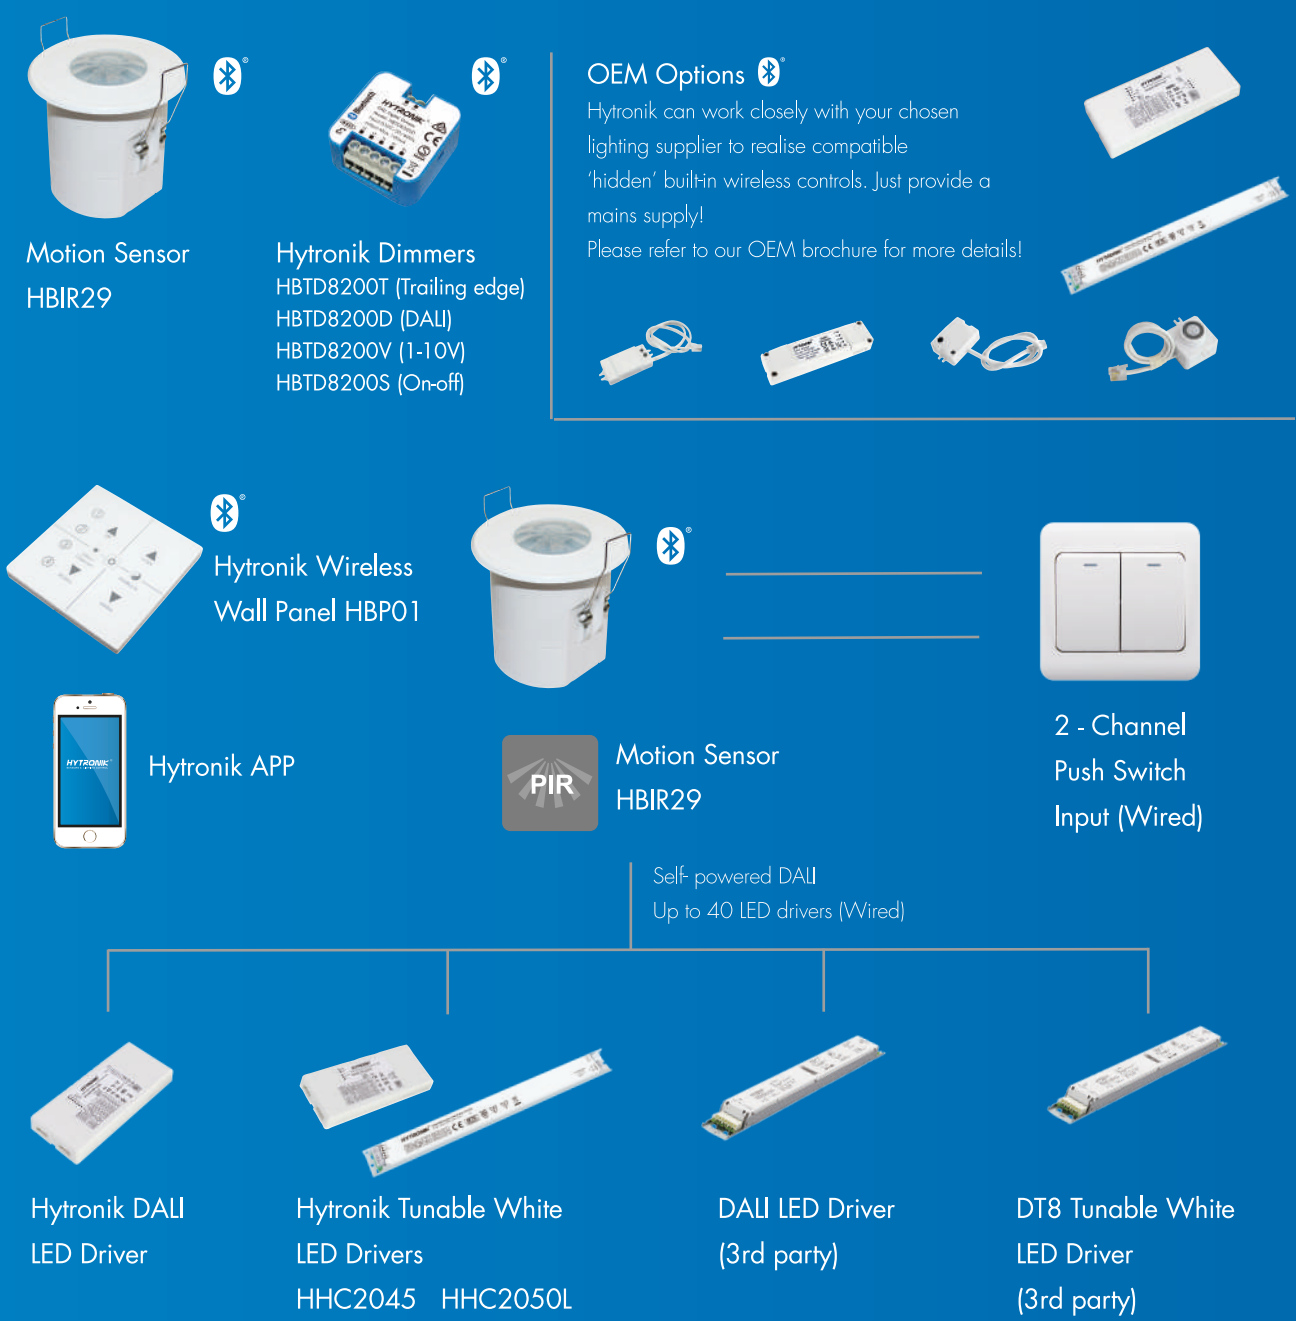 Motion Sensor
HBIR29
HYTRONIK
Hytronik Dimmers
HBTD8200T (Trailing edge)
HBTD8200D (DALI)
HBTD8200V (1-10V)
HBTD8200S (On-off)
OEM Options
Hytronik can work closely with your chosen
lighting supplier to realise compatible
‘hidden’ built-in wireless controls. Just provide a
mains supply!
Please refer to our OEM brochure for more details!
Hytronik Wireless
Wall Panel HBP01
HYTRONIK
Hytronik APP
PIR
Motion Sensor
HBIR29
2 - Channel
Push Switch
Input (Wired)
Self- powered DALI
Up to 40 LED drivers (Wired)
Hytronik DALI
LED Driver
Hytronik Tunable White
LED Drivers
HHC2045 HHC2050L
DALI LED Driver
(3rd party)
DT8 Tunable White
LED Driver
(3rd party)